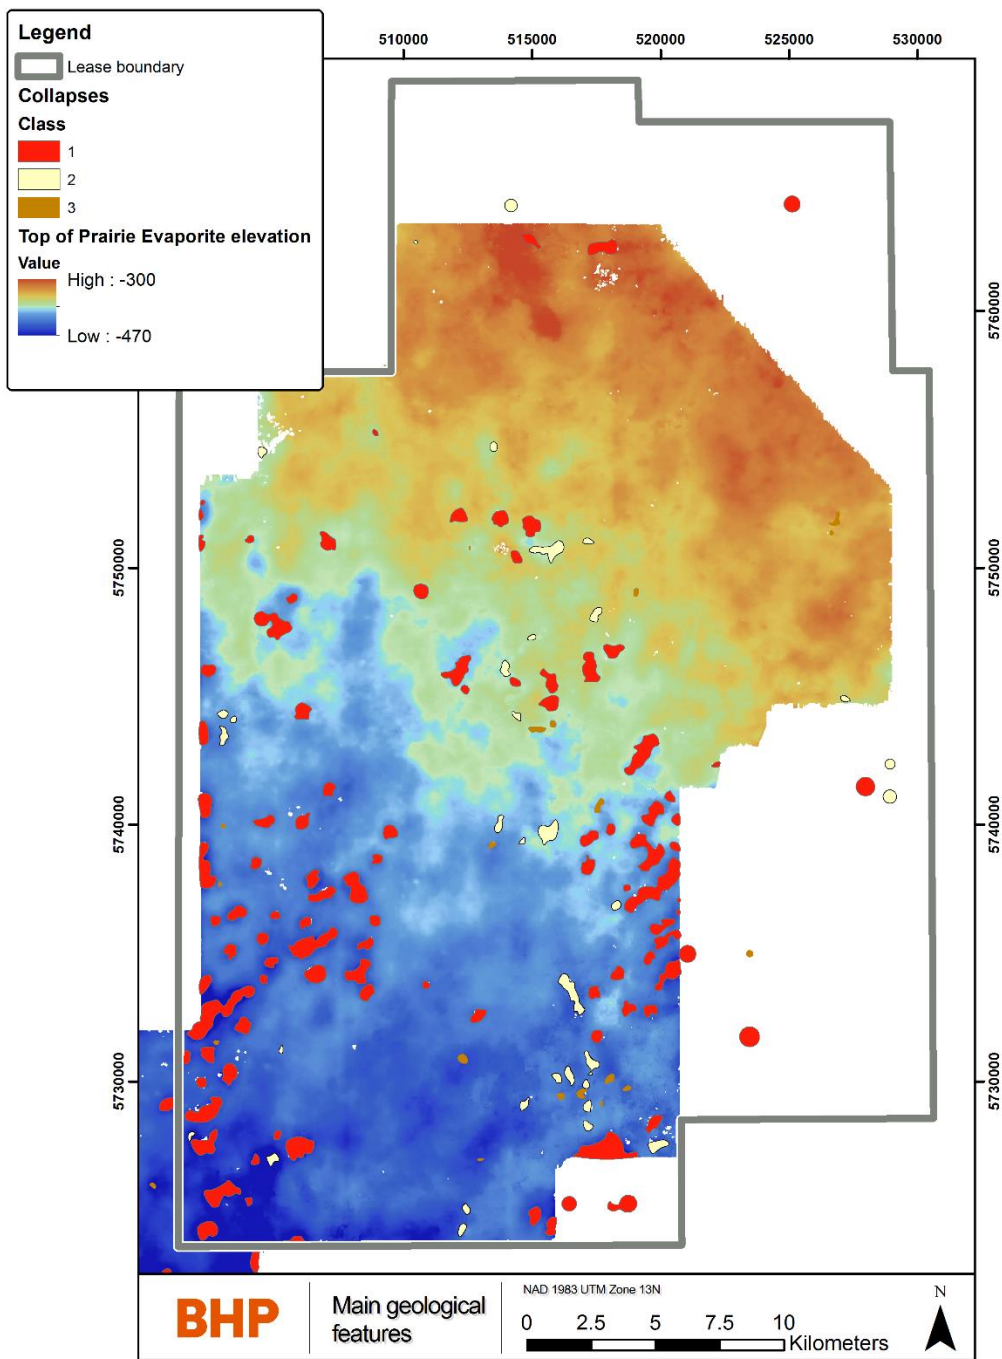 Legend
Lease boundary
Collapses
Class
1
2
3
Top of Prairie Evaporite elevation
Value
High : -300
Low : -470
510000 515000 520000 525000 530000
5760000
5750000
5750000
5740000
5740000
5730000
5730000
BHP
Main geological
features
NAD 1983 UTM Zone 13N
0 2.5 5 7.5 10
Kilometers
N